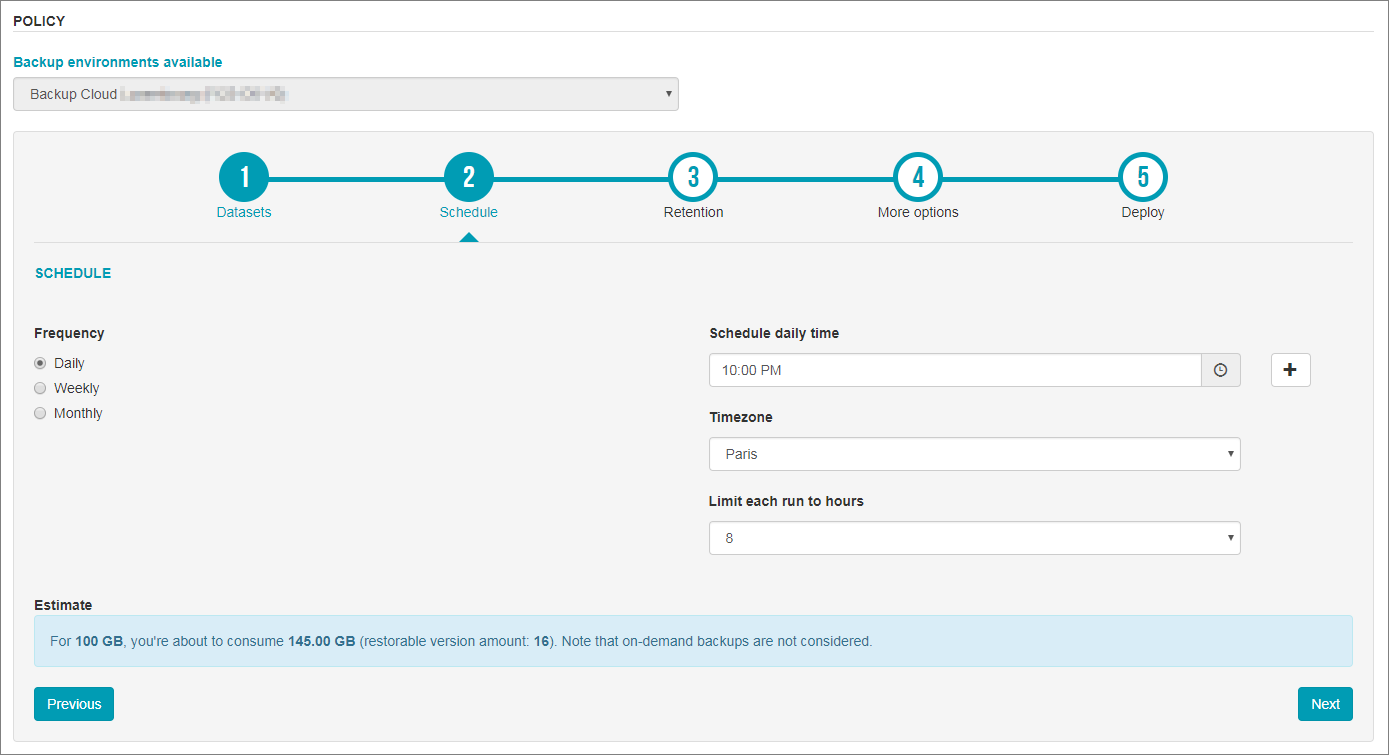 POLICY
Backup environments available
Backup Cloud
1 2 3 4 5
Datasets Schedule Retention More options Deploy
SCHEDULE
Frequency
Daily
Weekly
Monthly
Schedule daily time
10:00 PM
Timezone
Paris
Limit each run to hours
8
Estimate
For 100 GB, you're about to consume 145.00 GB (restorable version amount: 16). Note that on-demand backups are not considered.
Previous Next